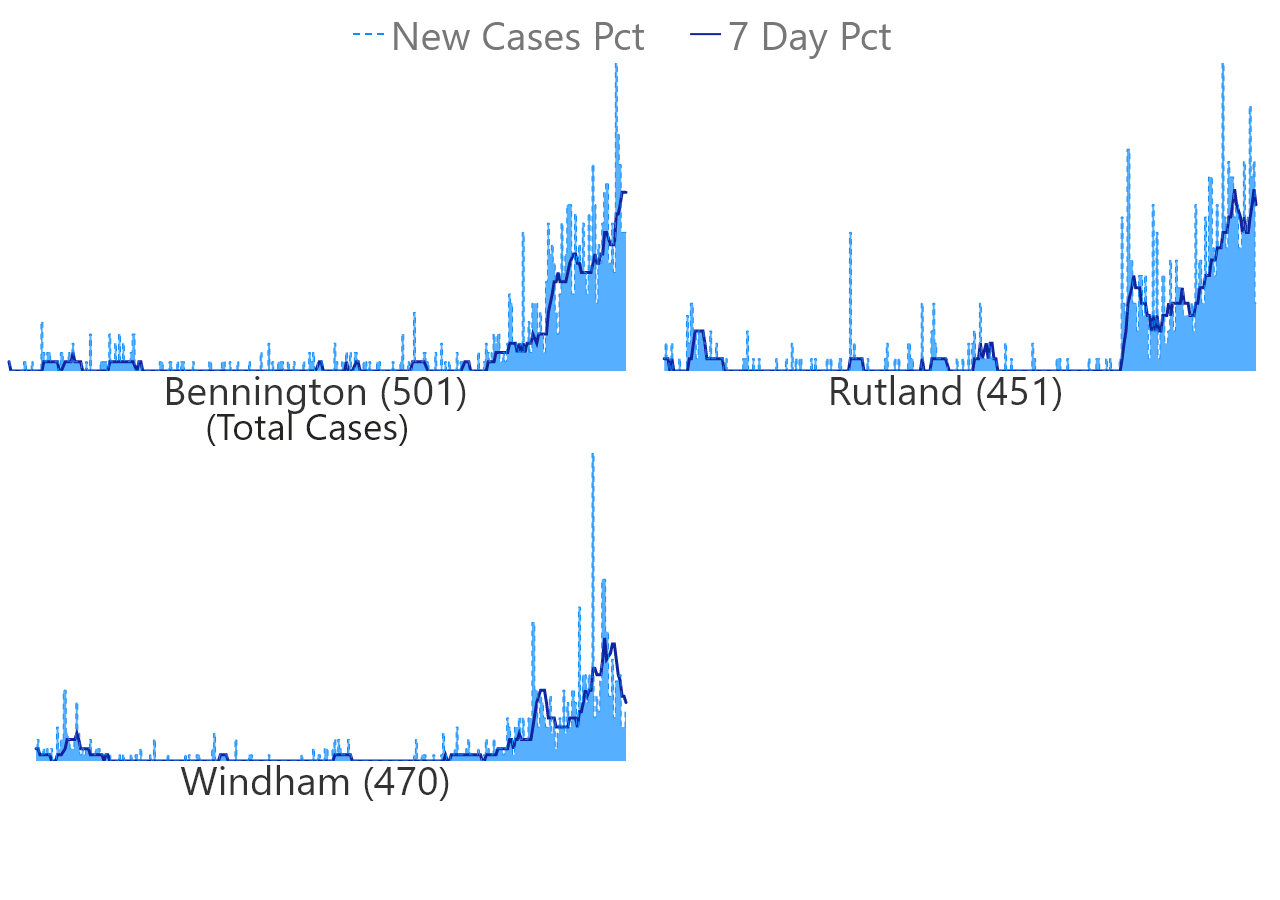 New Cases Pct 7 Day Pct
Bennington (501)
(Total Cases)
Rutland (451)
Windham (470)